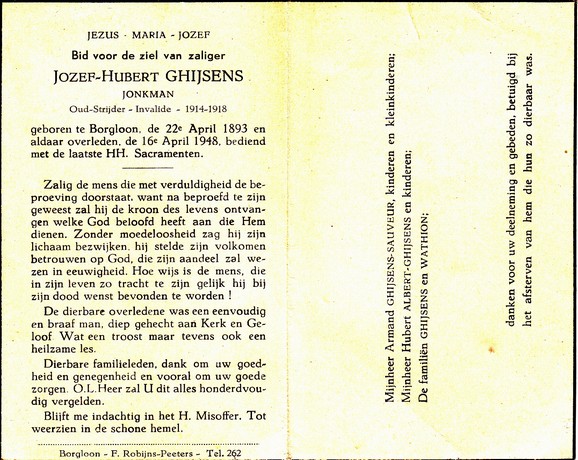 JEZUS - MARIA - JOZEF
Bid voor de ziel van zaliger
JOZEF-HUBERT GHIJSENS
JONKMAN
Oud-Strijder - Invalide - 1914-1918
geboren te Borgloon, de 22e April 1893 en
aldaar overleden, de 16e April 1948, bediend
met de laatste HH. Sacramenten.
Zalig de mens die met verduldigheid de be-
proeving doorstaat, want na beproefd te zijn
geweest zal hij de kroon des levens ontvan-
gen welke God beloofd heeft aan die Hem
dienen. Zonder moedeloosheid zag hij zijn
lichaam bezwijken, hij stelde zijn volkomen
betrouwen op God, die zijn aandeel zal we-
zen in eeuwigheid. Hoe wijs is de mens, die
in zijn leven zo tracht te zijn gelijk hij bij
zijn dood wenst bevonden te worden !
De dierbare overledene was een eenvoudig
en braaf man, diep gehecht aan Kerk en Ge-
loof Wat een troost maar tevens ook een
heilzame les.
Dierbare familieleden, dank om uw goed-
heid en genegenheid en vooral om uw goede
zorgen. O.L.Heer zal U dit alles honderdvou-
dig vergelden.
Blijft me indachtig in het H. Misoffer. Tot
weerzien in de schone hemel.
Borgloon - F. Robijns-Peeters - Tel. 262
Mijnheer Armand GHIJSENS-SAUVEUR, kinderen en kleinkinderen;
Mijnheer Hubert ALBERT-GHIJSENS en kinderen;
De familiën GHIJSENS en WATHION;
danken voor uw deelneming en gebeden, betuigd bij
het afsterven van hem die hun zo dierbaar was.